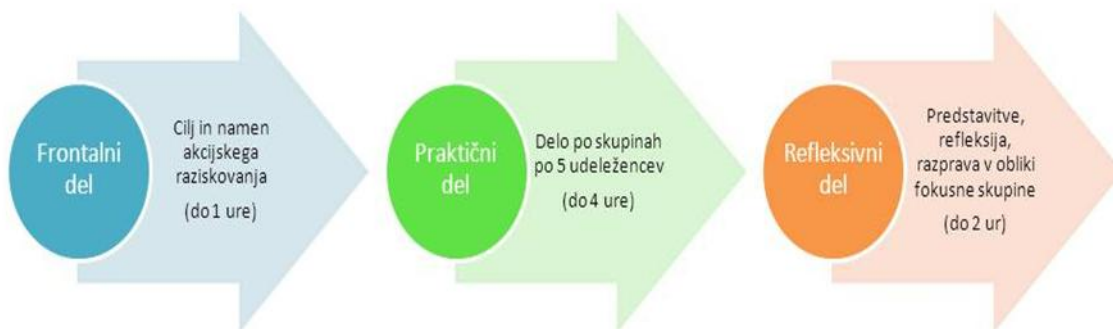 Frontalni
del
Cilj in namen
akcijskega
raziskovanja
(do 1 ure)
Praktični
del
Delo po skupinah
po 5 udeležencev
(do 4 ure)
Refleksivni
del
Predstavitve,
refleksija,
razprava v obliki
fokusne skupine
(do 2 ur)